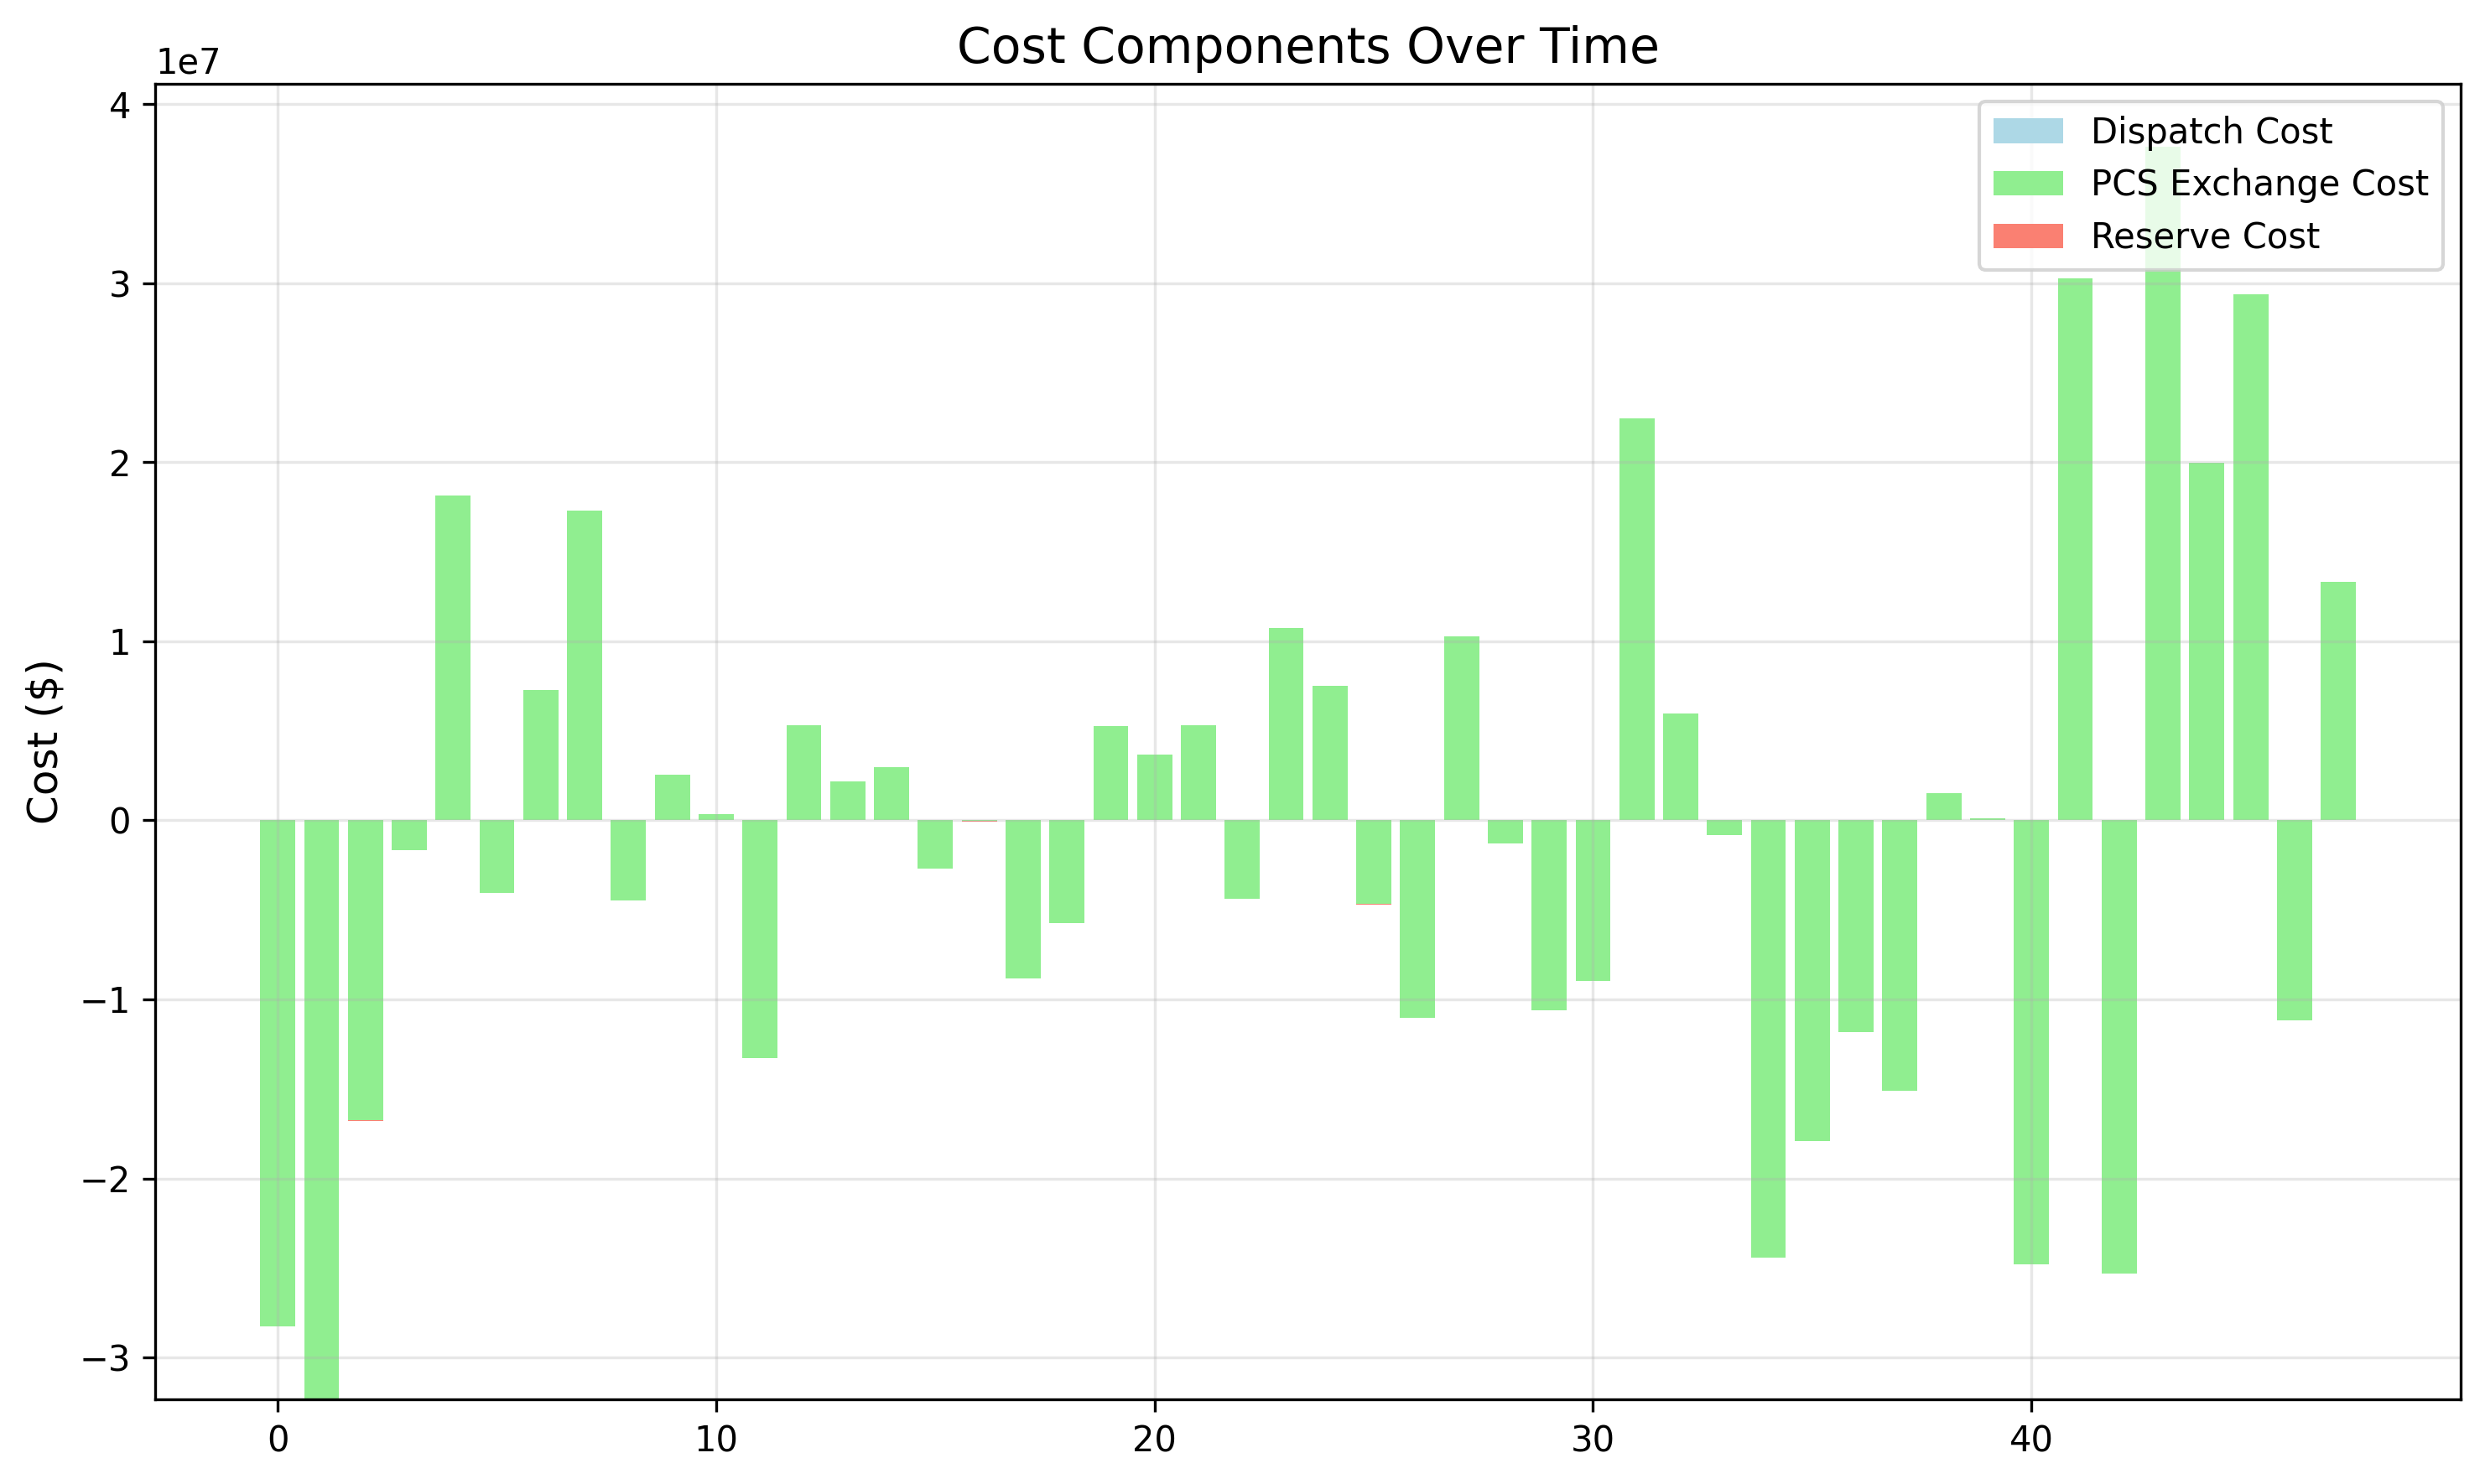 Cost Components Over Time
1e7
4
3
2
1
0
−1
−2
−3
Cost ($)
Dispatch Cost
PCS Exchange Cost
Reserve Cost
0 10 20 30 40